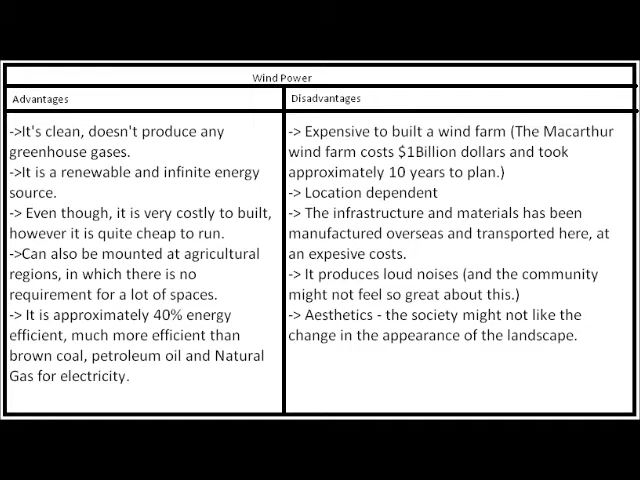 Wind Power
Advantages
->It's clean, doesn't produce any
greenhouse gases.
->It is a renewable and infinite energy
source.
-> Even though, it is very costly to built,
however it is quite cheap to run.
->Can also be mounted at agricultural
regions, in which there is no
requirement for a lot of spaces.
-> It is approximately 40% energy
efficient, much more efficient than
brown coal, petroleum oil and Natural
Gas for electricity.
Disadvantages
-> Expensive to built a wind farm (The Macarthur
wind farm costs $1Billion dollars and took
approximately 10 years to plan.)
-> Location dependent
-> The infrastructure and materials has been
manufactured overseas and transported here, at
an expesive costs.
-> It produces loud noises (and the community
might not feel so great about this.)
-> Aesthetics - the society might not like the
change in the appearance of the landscape.